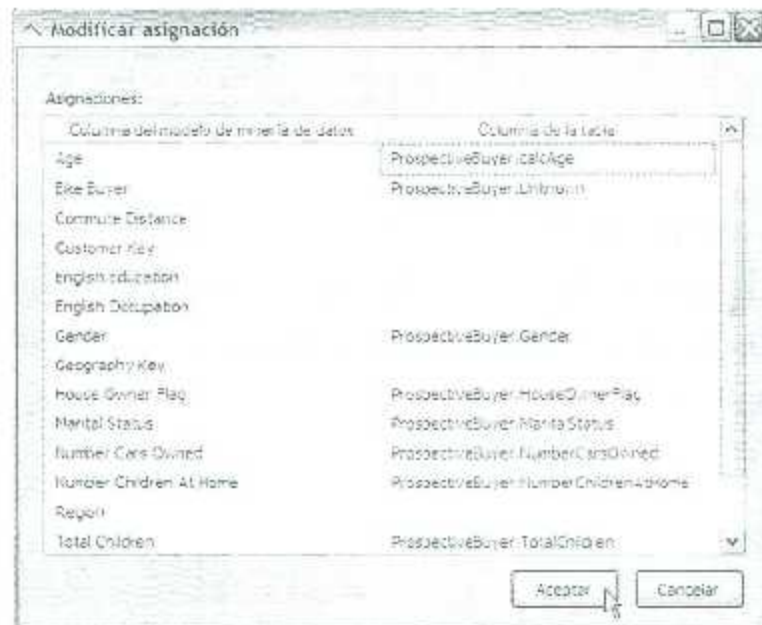 Modificar asignación
Asignaciones:
Columna del modelo de minería de datos Columna de la tabla
Age ProspectiveBuyer.calcAge
Bike Buyer ProspectiveBuyer.Unknown
Commute Distance
Customer Key
English Education
English Occupation
Gender ProspectiveBuyer.Gender
Geography Key
House Owner Flag ProspectiveBuyer.HouseOwnerFlag
Marital Status ProspectiveBuyer.MaritalStatus
Number Cars Owned ProspectiveBuyer.NumberCarsOwned
Number Children At Home ProspectiveBuyer.NumberChildrenAtHome
Region
Total Children ProspectiveBuyer.TotalChildren
Aceptar Cancelar